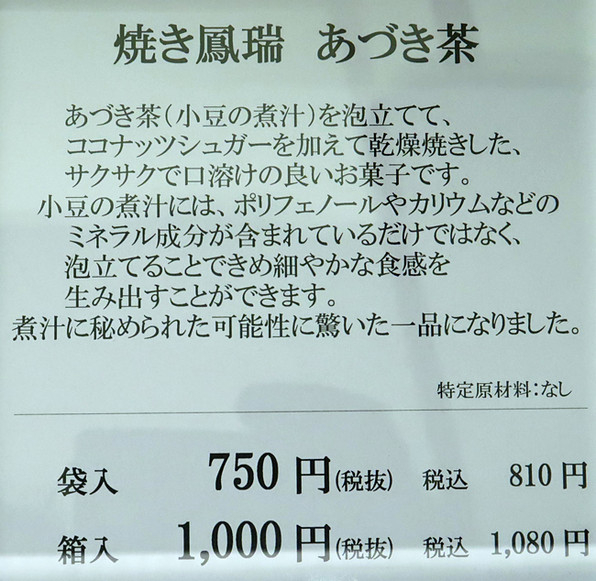 焼き鳳瑞　あづき茶
あづき茶(小豆の煮汁)を泡立てて、
ココナッツシュガーを加えて乾燥焼きした、
サクサクで口溶けの良いお菓子です。
小豆の煮汁には、ポリフェノールやカリウムなどの
ミネラル成分が含まれているだけではなく、
泡立てることできめ細やかな食感を
生み出すことができます。
煮汁に秘められた可能性に驚いた一品になりました。
特定原材料:なし
袋入 750 円(税抜) 税込 810 円
箱入 1,000 円(税抜) 税込 1,080 円